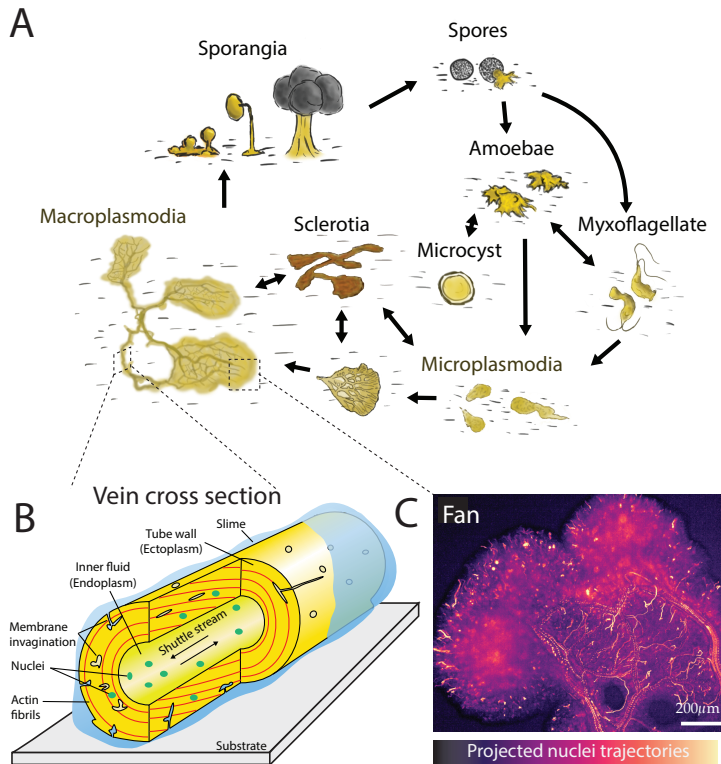 A
Sporangia
Spores
Amoebae
Macroplasmodia
Sclerotia
Microcyst
Myxoflagellate
Microplasmodia
Vein cross section
B
Slime
Tube wall
(Ectoplasm)
Inner fluid
(Endoplasm)
Shuttle stream
Membrane
invagination
Nuclei
Actin
fibrils
Substrate
C
Fan
200μm
Projected nuclei trajectories